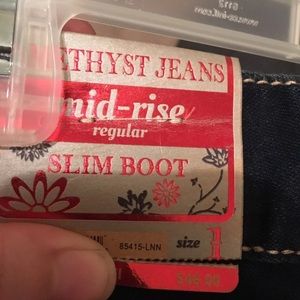 ETHYST JEANS
mid-rise
regular
SLIM BOOT
85415-LNN
size 1